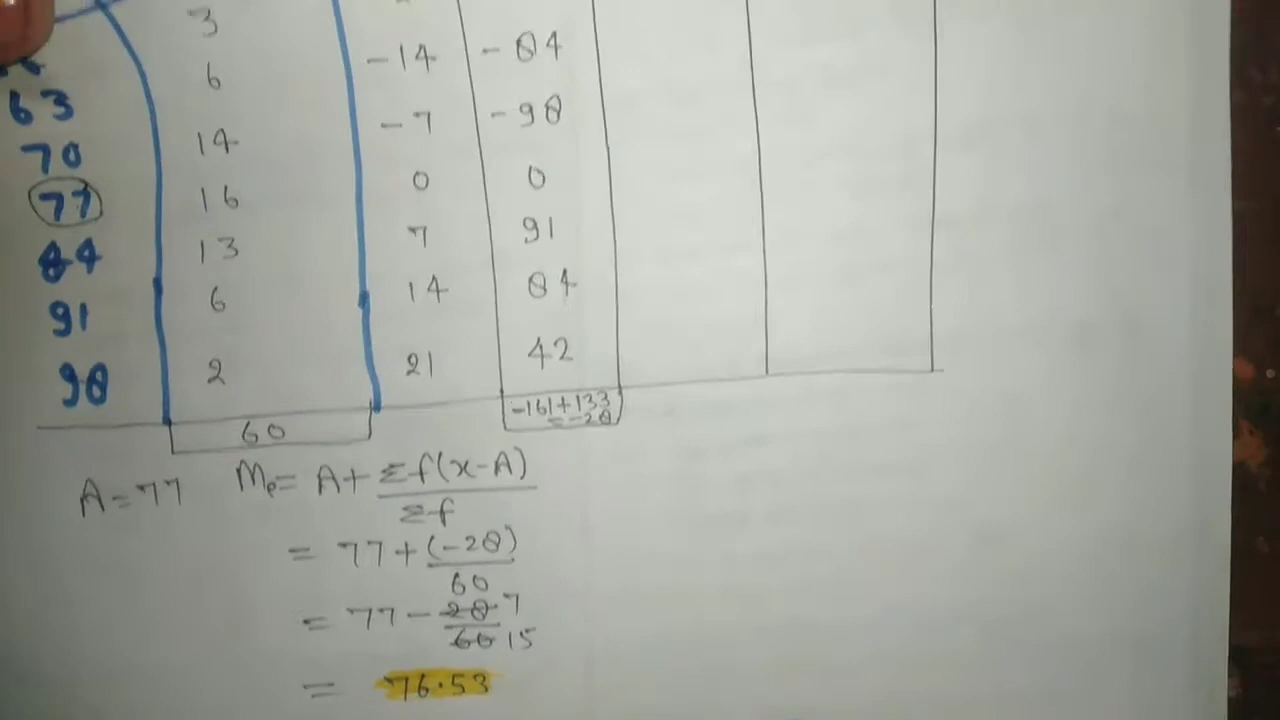 3
6 -14 -84
63 14 -7 -98
70 16 0 0
77 13 7 91
84 6 14 84
91 2 21 42
98
60 -161+133
= -28
A = 77 Me = A + Σf(x-A)
Σf
= 77 + (-28)
60
= 77 - 28 7
60 15
= 76.53